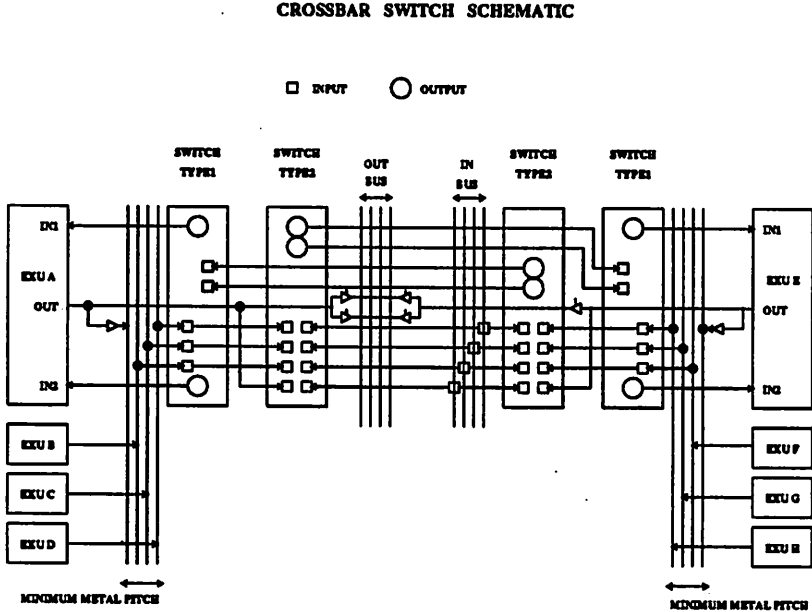 CROSSBAR SWITCH SCHEMATIC
INPUT
OUTPUT
SWITCH TYPE1
SWITCH TYPE2
OUT BUS
IN BUS
SWITCH TYPE2
SWITCH TYPE1
IN1
EXU A
OUT
IN2
IN1
EXU E
OUT
IN2
EXU B
EXU C
EXU D
EXU F
EXU G
EXU H
MINIMUM METAL PITCH
MINIMUM METAL PITCH